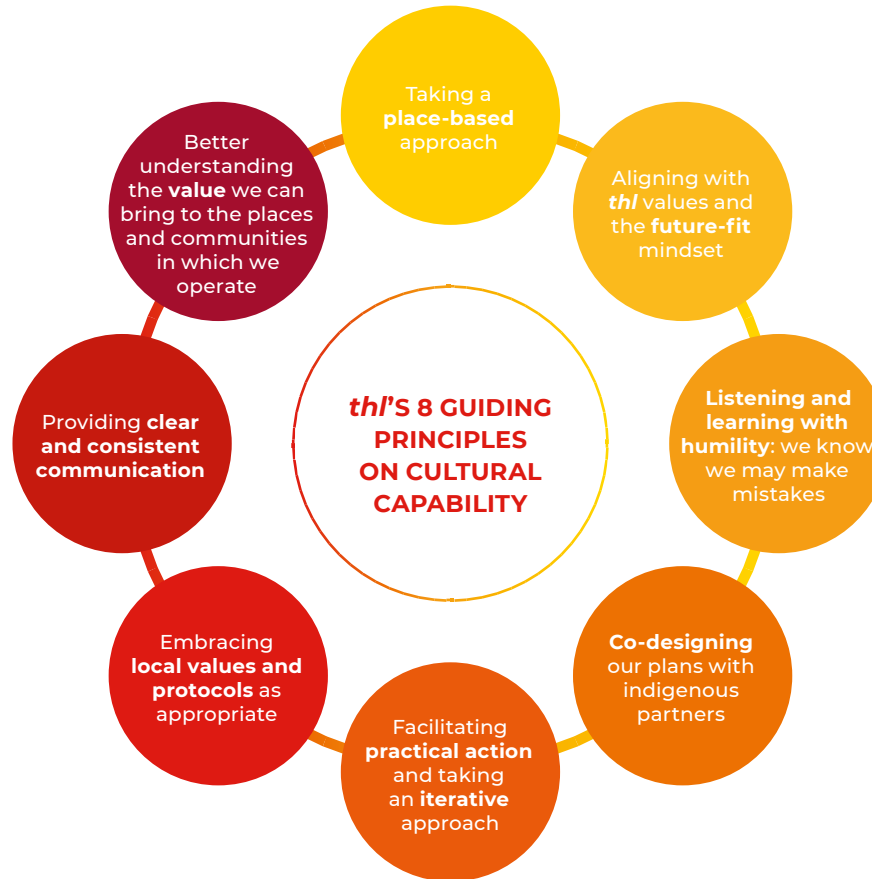 Taking a
place-based
approach
Aligning with
thl values and
the future-fit
mindset
Listening and
learning with
humility: we know
we may make
mistakes
Co-designing
our plans with
indigenous
partners
Facilitating
practical action
and taking
an iterative
approach
Embracing
local values and
protocols as
appropriate
Providing clear
and consistent
communication
Better
understanding
the value we can
bring to the places
and communities
in which we
operate
thl'S 8 GUIDING
PRINCIPLES
ON CULTURAL
CAPABILITY